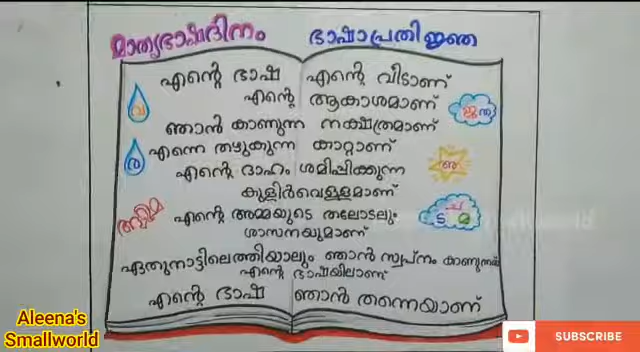 മാതൃഭാഷദിനം ഭാഷാപ്രതിജ്ഞ
എന്റെ ഭാഷ എന്റെ വീടാണ്
എന്റെ ആകാശമാണ്
ഞാൻ കാണുന്ന നക്ഷത്രമാണ്
എന്നെ തഴുകുന്ന കാറ്റാണ്
എന്റെ ദാഹം ശമിപ്പിക്കുന്ന
കുളിർവെള്ളമാണ്
എന്റെ അമ്മയുടെ തലോടലും
ശാസനയുമാണ്
ഏതുനാട്ടിലെത്തിയാലും ഞാൻ സ്വപ്നം കാണുന്നത്
എന്റെ ഭാഷയിലാണ്
എന്റെ ഭാഷ ഞാൻ തന്നെയാണ്
വ
അ
ച
ട മ
Aleena's
Smallworld
SUBSCRIBE